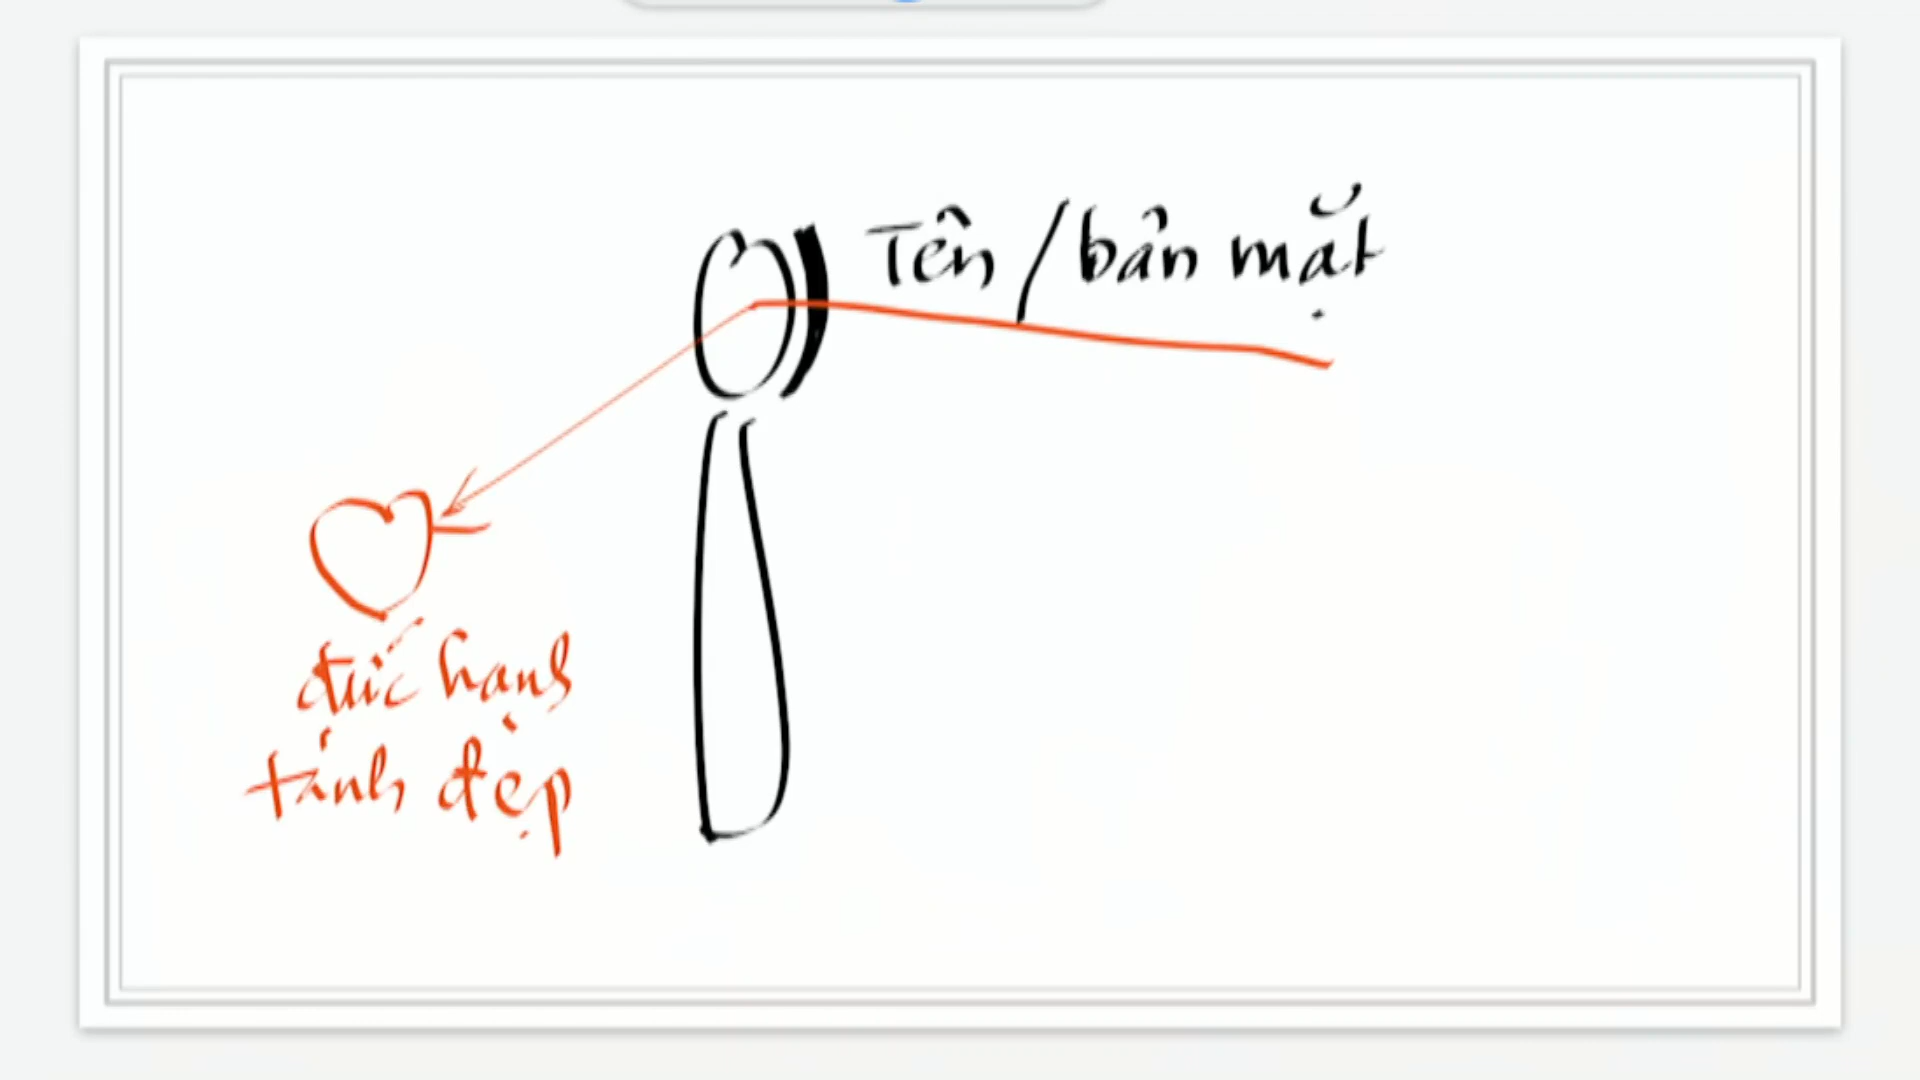 Tên / bản mặt
đức hạnh
tánh đẹp